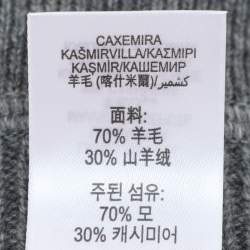 CAXEMIRA
KAŠMIRVILLA/ΚΑΣΜΙΡΙ
KAŞMİR/КАШЕМИР
羊毛 (喀什米爾)/كشمير
面料:
70% 羊毛
30% 山羊绒
주된 섬유:
70% 모
30% 캐시미어